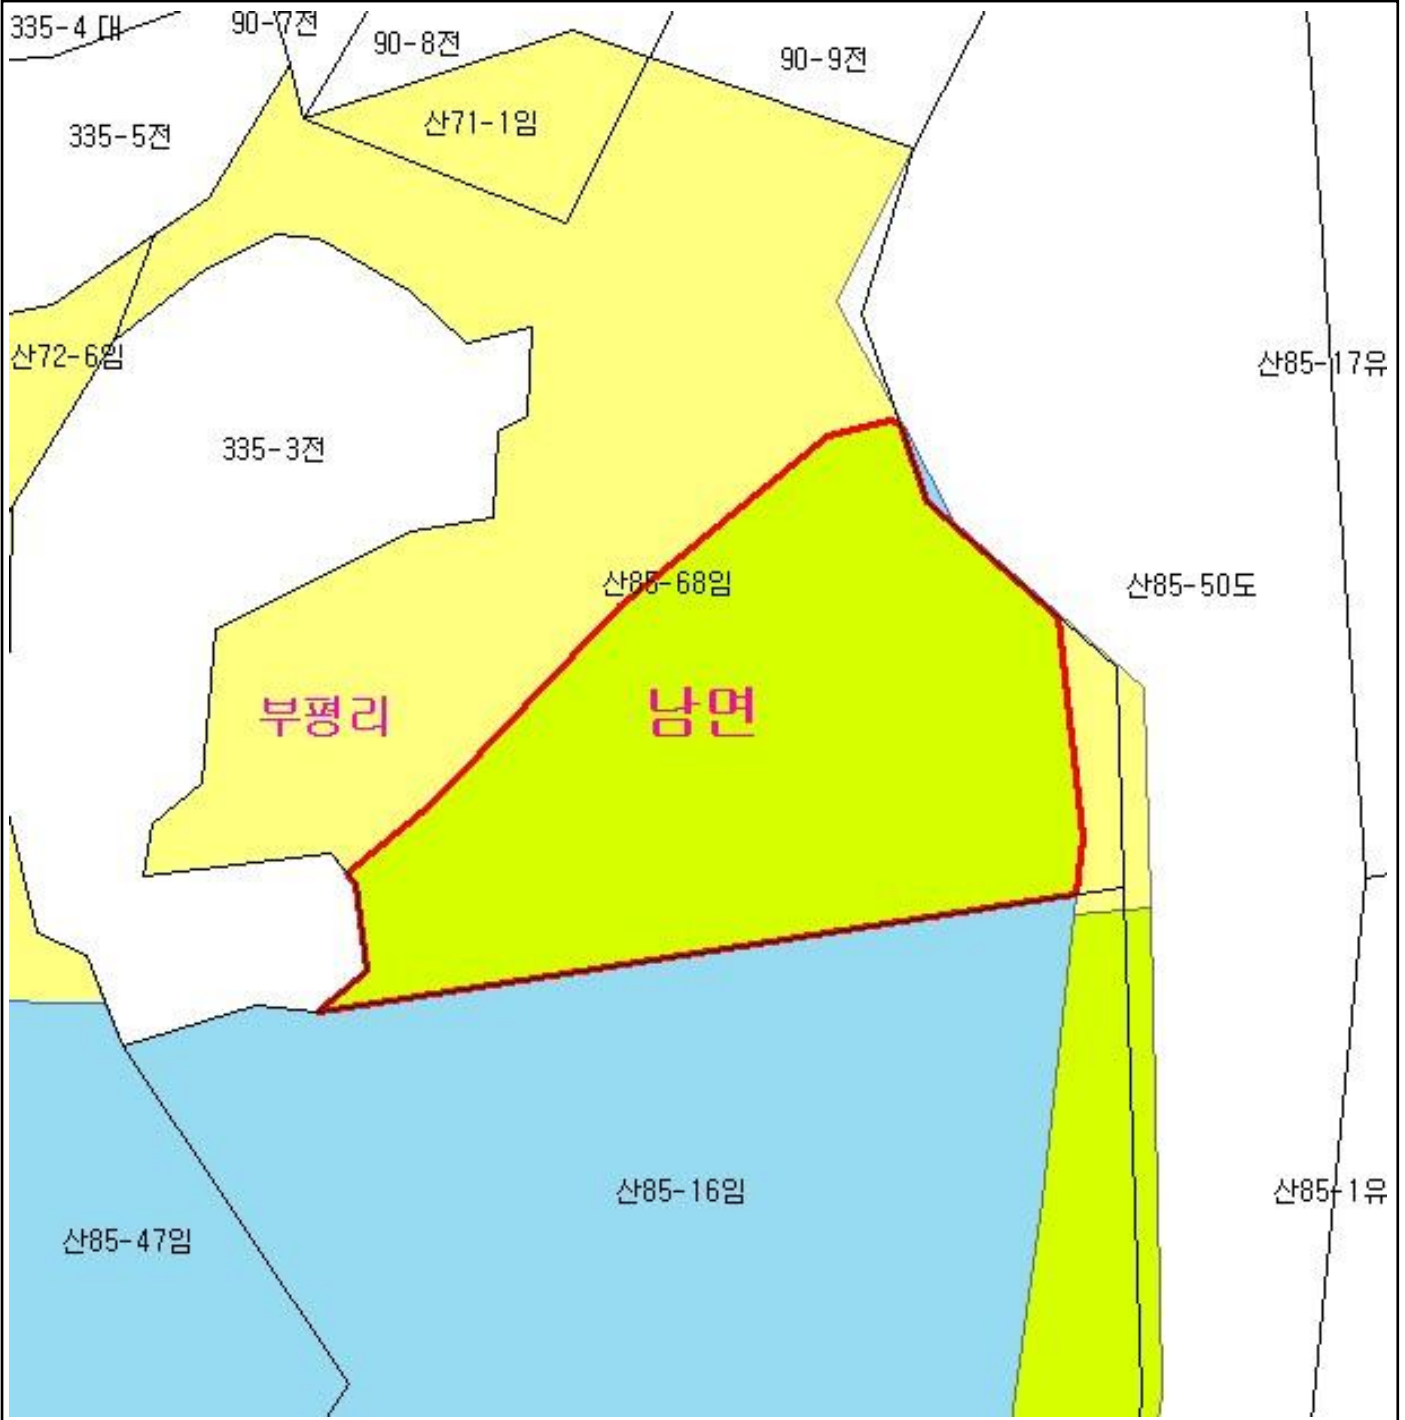 335-4 대
90-7전
90-8전
90-9전
산71-1임
335-5전
산72-6임
산85-17유
335-3전
산85-68임
산85-50도
부평리
남면
산85-16임
산85-1유
산85-47임